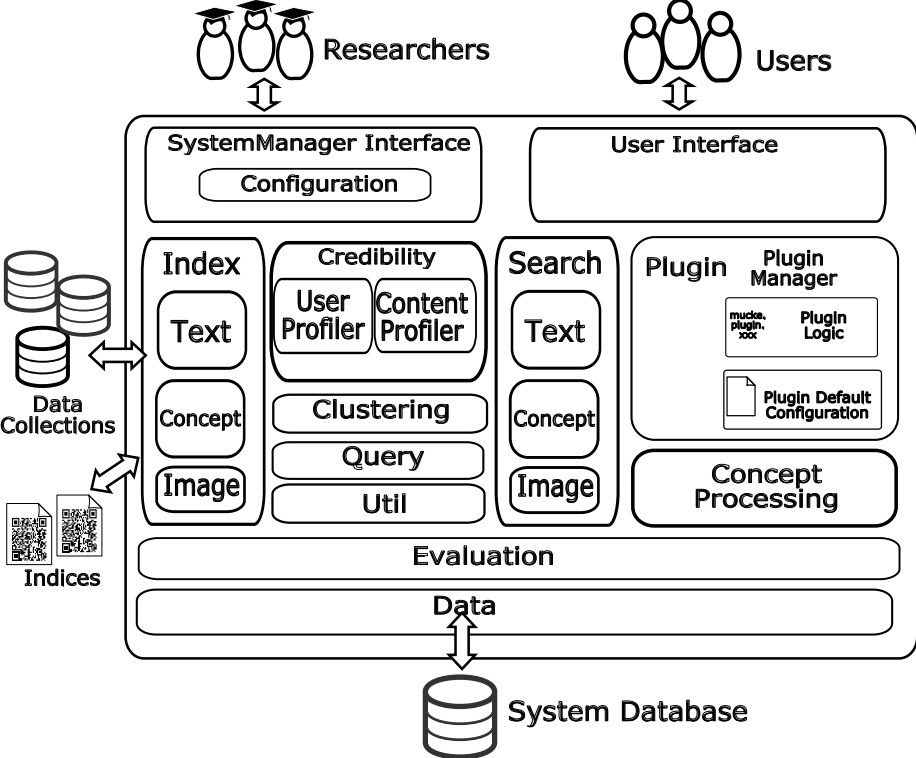 Researchers
Users
SystemManager Interface
Configuration
User Interface
Index
Text
Concept
Image
Credibility
User
Profiler
Content
Profiler
Clustering
Query
Util
Search
Text
Concept
Image
Plugin
Plugin
Manager
mucke.
plugin.
xxx
Plugin
Logic
Plugin Default
Configuration
Concept
Processing
Data
Collections
Indices
Evaluation
Data
System Database